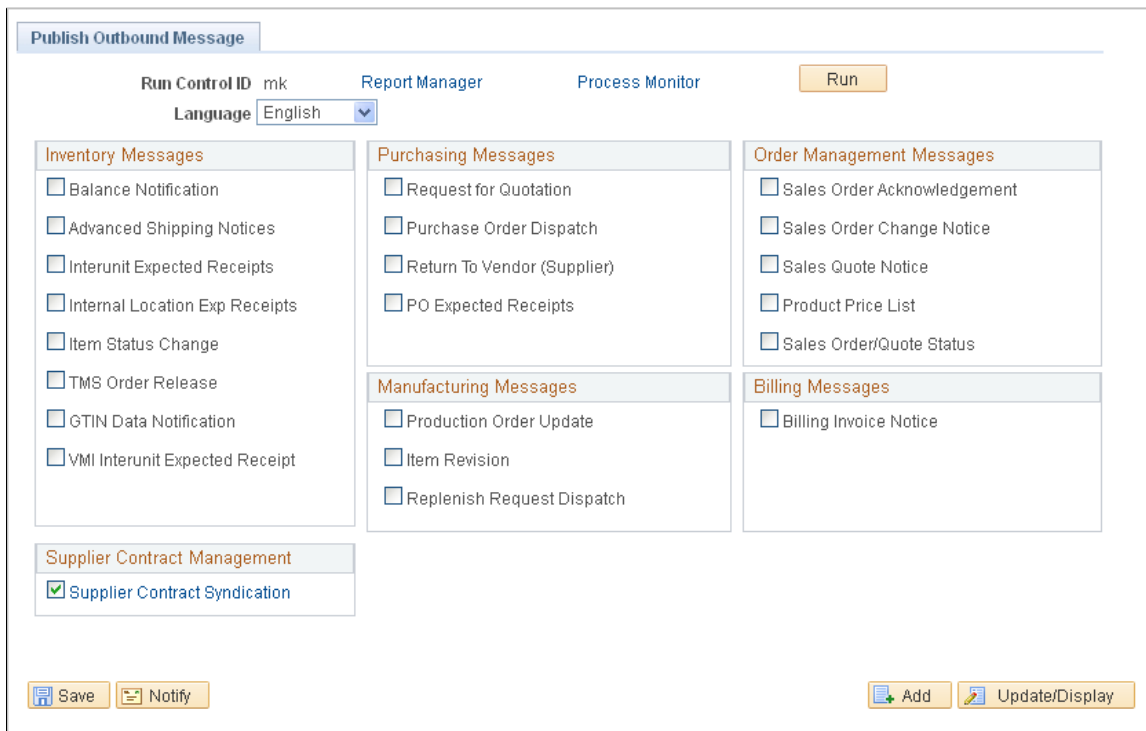 Publish Outbound Message
Run Control ID mk Report Manager Process Monitor Run
Language English
Inventory Messages
Balance Notification
Advanced Shipping Notices
Interunit Expected Receipts
Internal Location Exp Receipts
Item Status Change
TMS Order Release
GTIN Data Notification
VMI Interunit Expected Receipt
Purchasing Messages
Request for Quotation
Purchase Order Dispatch
Return To Vendor (Supplier)
PO Expected Receipts
Order Management Messages
Sales Order Acknowledgement
Sales Order Change Notice
Sales Quote Notice
Product Price List
Sales Order/Quote Status
Manufacturing Messages
Production Order Update
Item Revision
Replenish Request Dispatch
Billing Messages
Billing Invoice Notice
Supplier Contract Management
Supplier Contract Syndication
Save Notify Add Update/Display